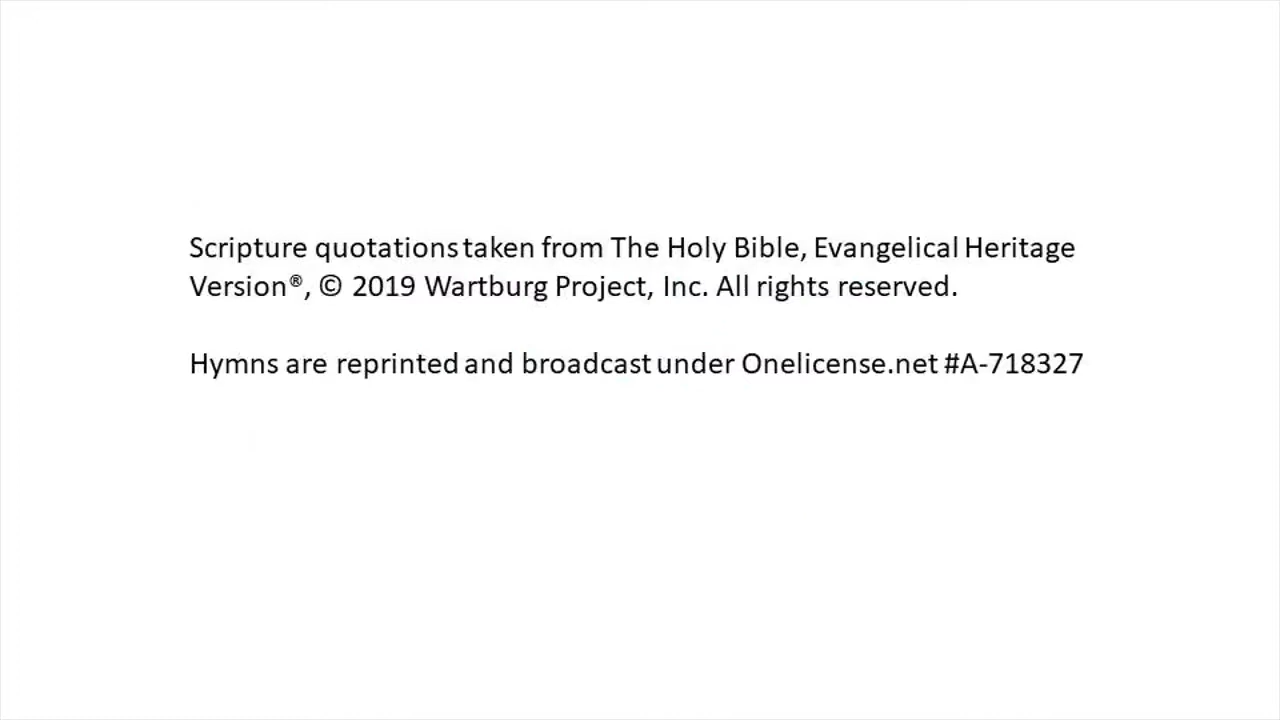 Scripture quotations taken from The Holy Bible, Evangelical Heritage
Version®, © 2019 Wartburg Project, Inc. All rights reserved.
Hymns are reprinted and broadcast under Onelicense.net #A-718327